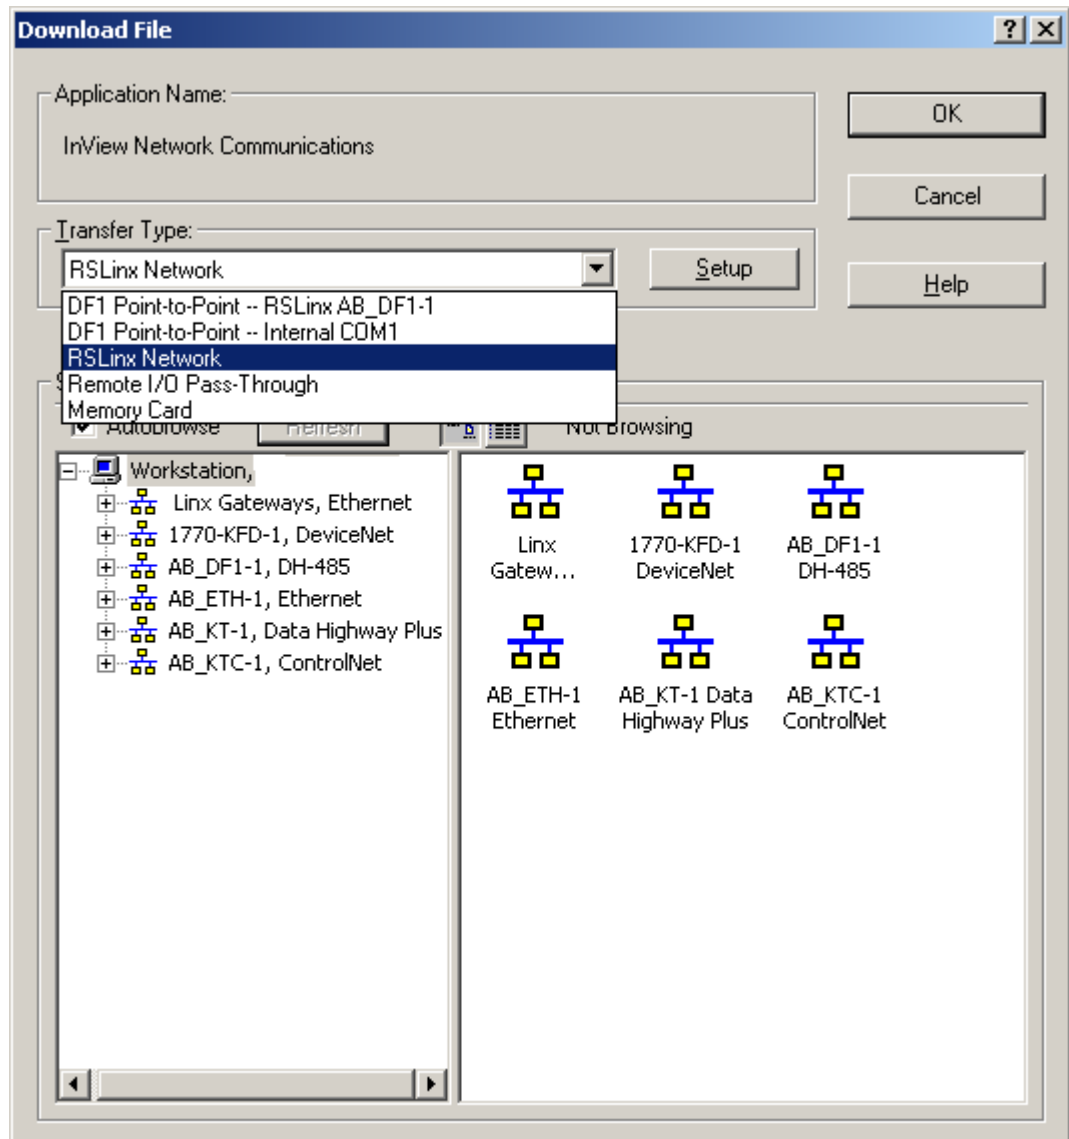 Download File
Application Name:
InView Network Communications
OK
Cancel
Transfer Type:
RSLinx Network
Setup
Help
DF1 Point-to-Point -- RSLinx AB_DF1-1
DF1 Point-to-Point -- Internal COM1
RSLinx Network
Remote I/O Pass-Through
Memory Card
Autobrowse
Refresh
Not Browsing
Workstation,
Linx Gateways, Ethernet
1770-KFD-1, DeviceNet
AB_DF1-1, DH-485
AB_ETH-1, Ethernet
AB_KT-1, Data Highway Plus
AB_KTC-1, ControlNet
Linx
Gatew...
1770-KFD-1
DeviceNet
AB_DF1-1
DH-485
AB_ETH-1
Ethernet
AB_KT-1 Data
Highway Plus
AB_KTC-1
ControlNet